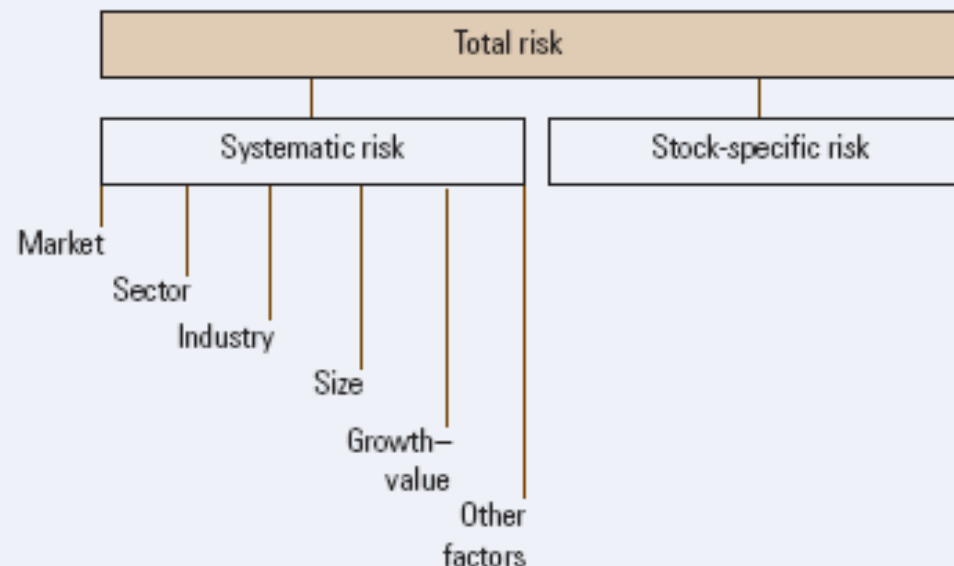 Total risk
Systematic risk
Stock-specific risk
Market
Sector
Industry
Size
Growth–
value
Other
factors